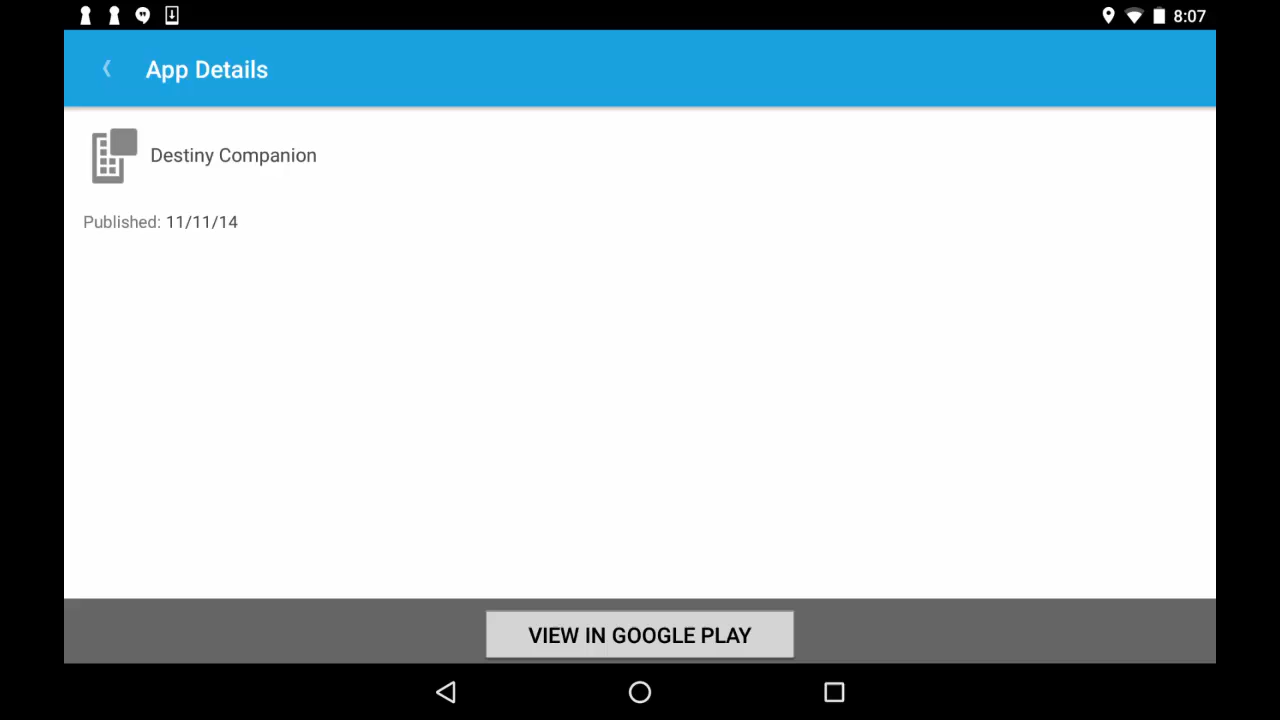 8:07
App Details
Destiny Companion
Published: 11/11/14
VIEW IN GOOGLE PLAY